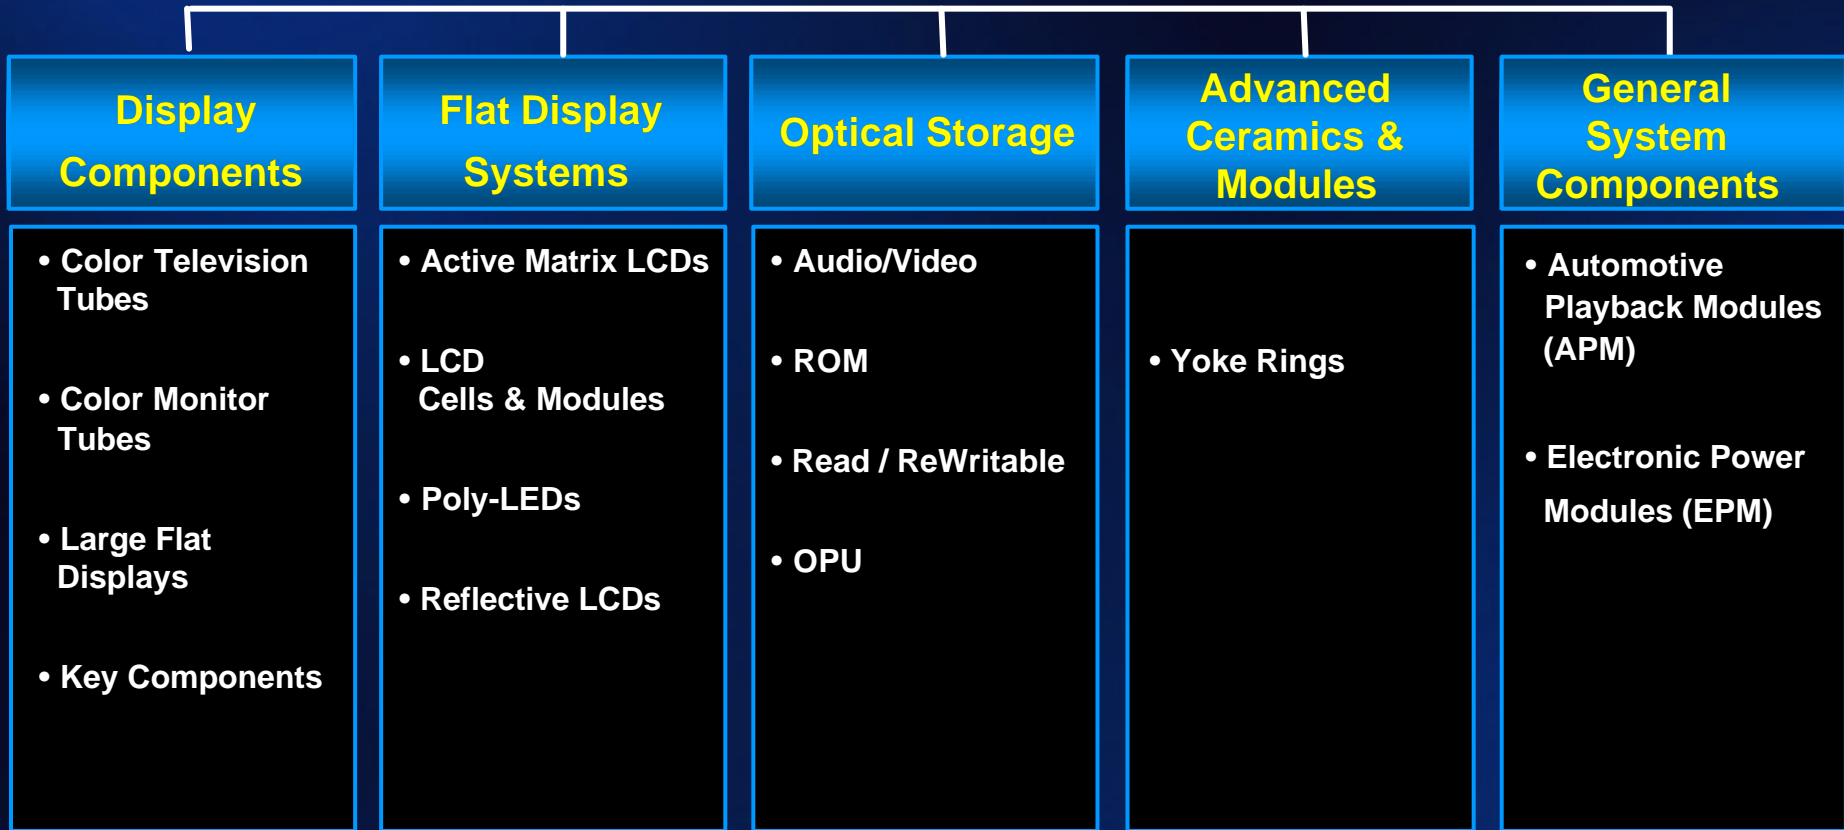 Display
Components
• Color Television
Tubes
• Color Monitor
Tubes
• Large Flat
Displays
• Key Components
Flat Display
Systems
• Active Matrix LCDs
• LCD
Cells & Modules
• Poly-LEDs
• Reflective LCDs
Optical Storage
• Audio/Video
• ROM
• Read / ReWritable
• OPU
Advanced
Ceramics &
Modules
• Yoke Rings
General
System
Components
• Automotive
Playback Modules
(APM)
• Electronic Power
Modules (EPM)